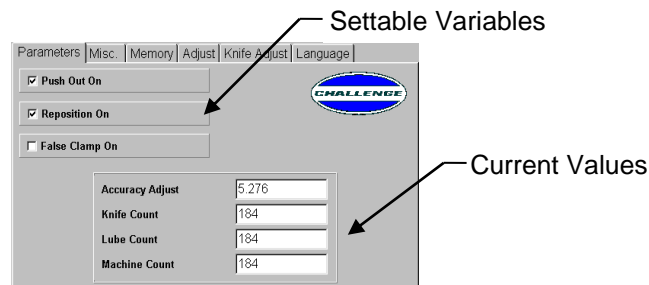 Settable Variables
Parameters Misc. Memory Adjust Knife Adjust Language
Push Out On
CHALLENGE
Reposition On
False Clamp On
Current Values
Accuracy Adjust 5.276
Knife Count 184
Lube Count 184
Machine Count 184